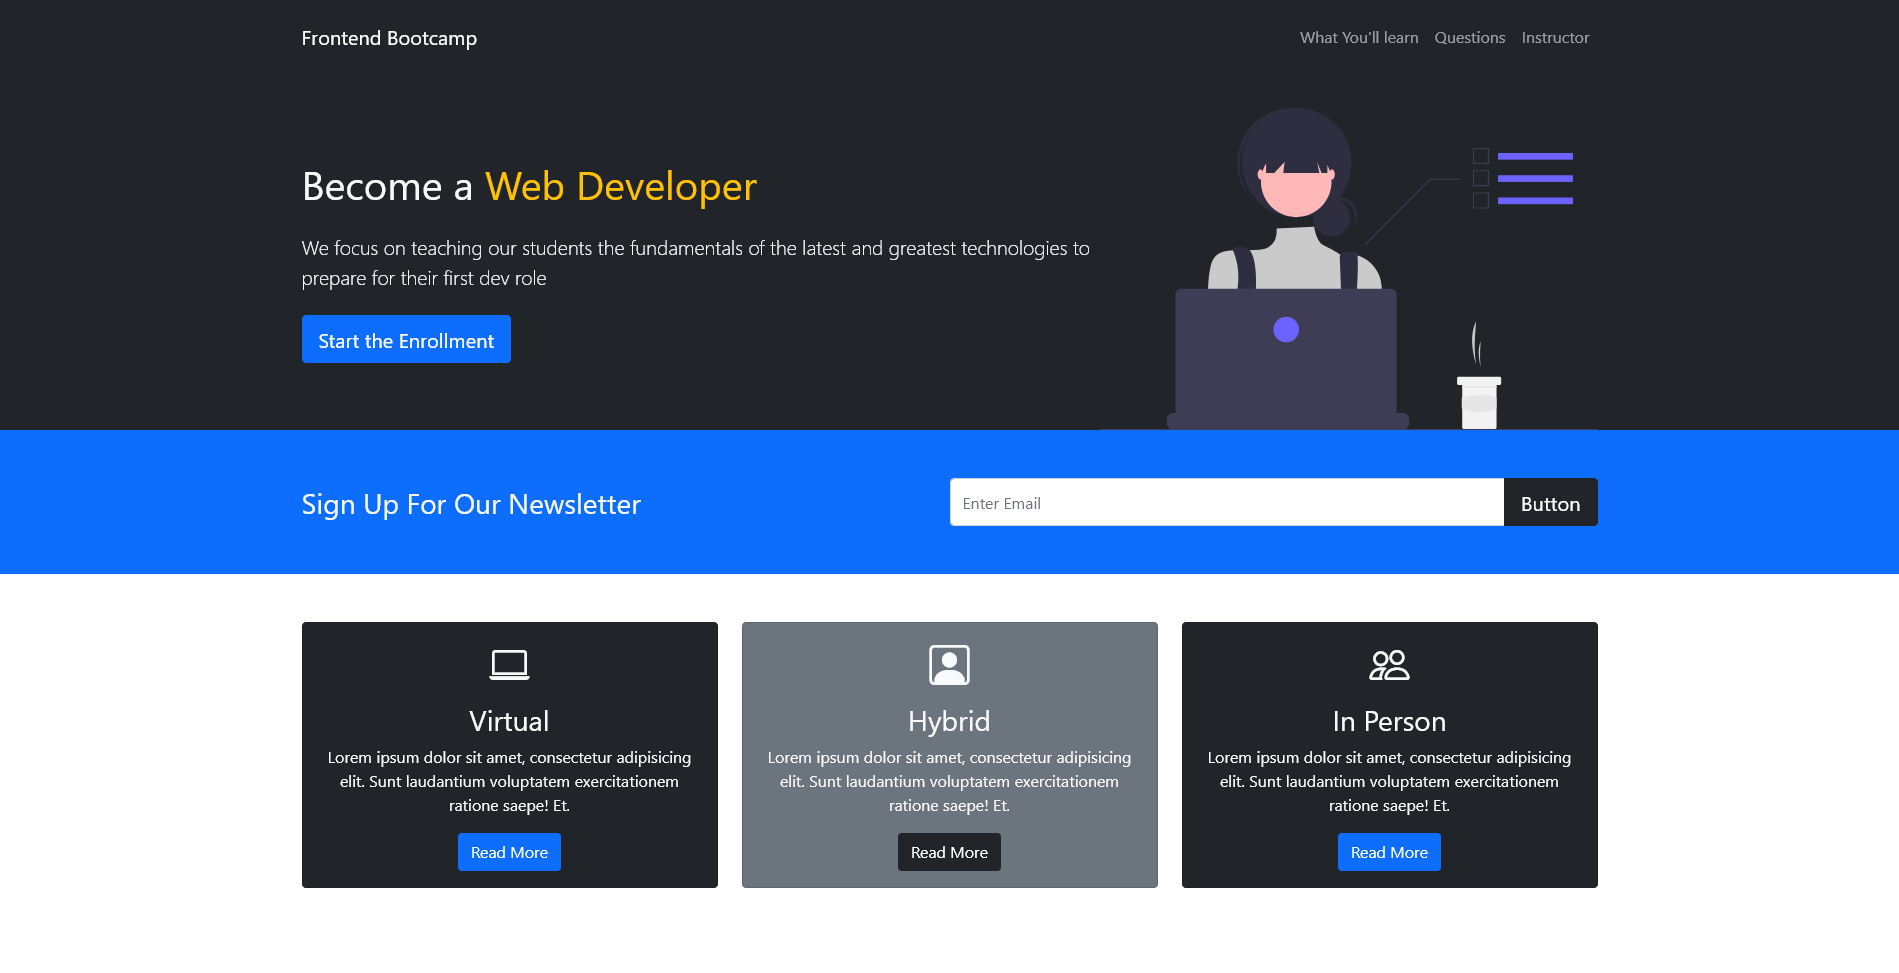 Frontend Bootcamp
What You'll learn Questions Instructor
Become a Web Developer
We focus on teaching our students the fundamentals of the latest and greatest technologies to
prepare for their first dev role
Start the Enrollment
Sign Up For Our Newsletter
Enter Email
Button
Virtual
Lorem ipsum dolor sit amet, consectetur adipisicing
elit. Sunt laudantium voluptatem exercitationem
ratione saepe! Et.
Read More
Hybrid
Lorem ipsum dolor sit amet, consectetur adipisicing
elit. Sunt laudantium voluptatem exercitationem
ratione saepe! Et.
Read More
In Person
Lorem ipsum dolor sit amet, consectetur adipisicing
elit. Sunt laudantium voluptatem exercitationem
ratione saepe! Et.
Read More